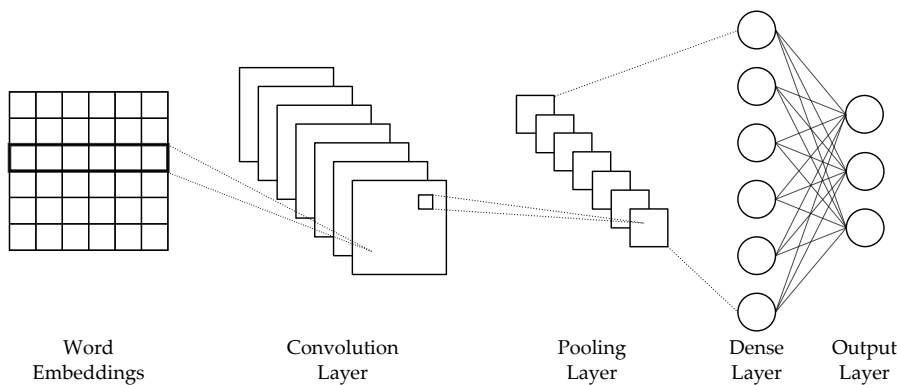 Word
Embeddings
Convolution
Layer
Pooling
Layer
Dense
Layer
Output
Layer